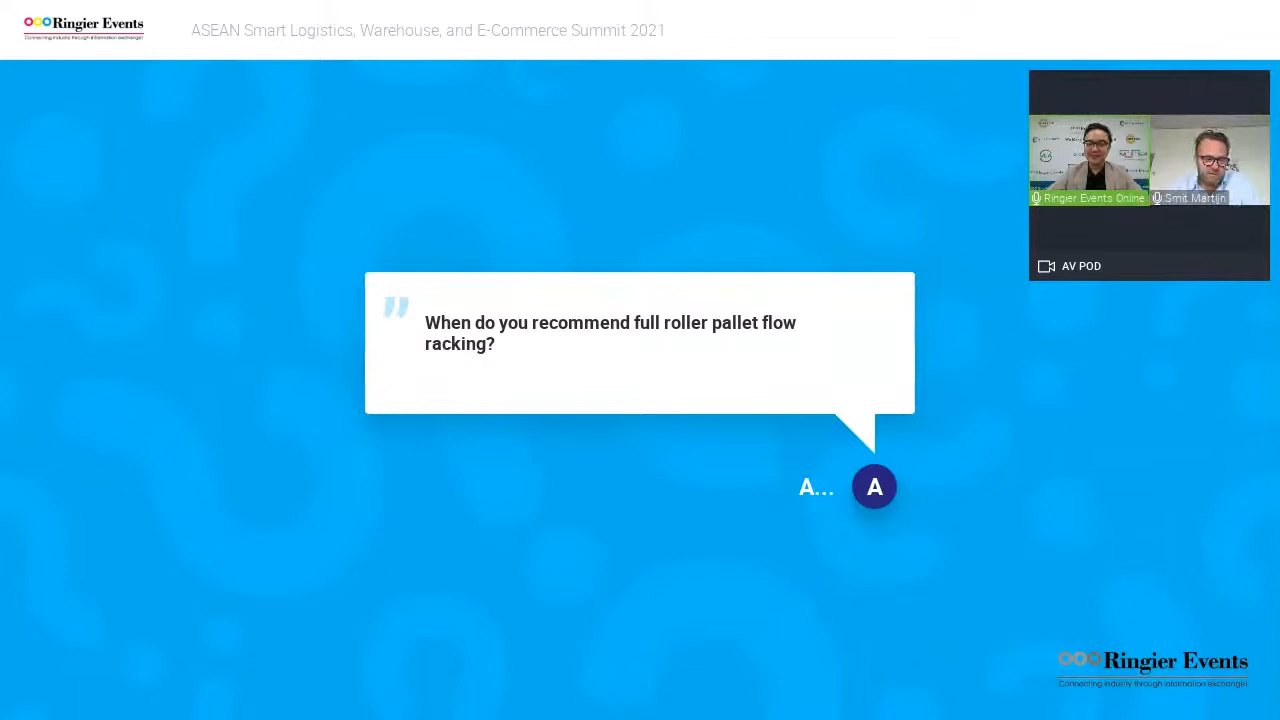 Ringier Events
Connecting industry through information exchange!
ASEAN Smart Logistics, Warehouse, and E-Commerce Summit 2021
Ringier Events Online
Smit Martijn
AV POD
When do you recommend full roller pallet flow
racking?
A...
A
Ringier Events
Connecting industry through information exchange!